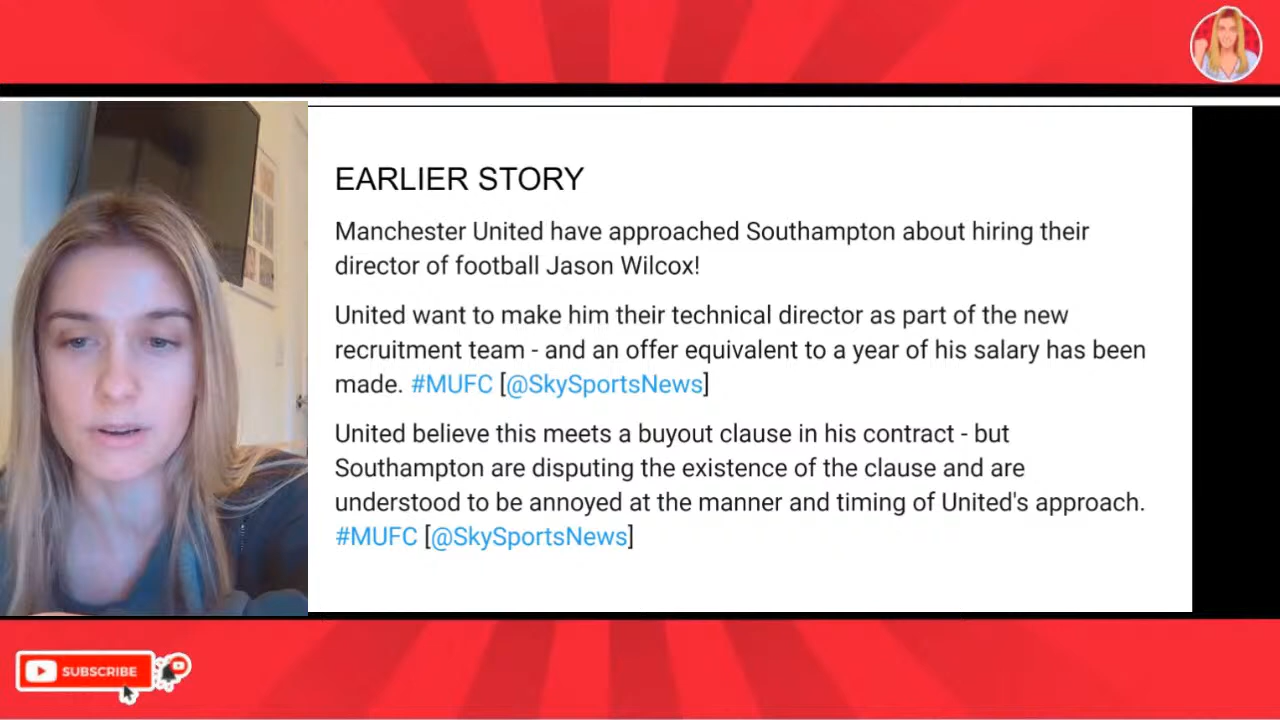 EARLIER STORY
Manchester United have approached Southampton about hiring their
director of football Jason Wilcox!
United want to make him their technical director as part of the new
recruitment team - and an offer equivalent to a year of his salary has been
made. #MUFC [@SkySportsNews]
United believe this meets a buyout clause in his contract - but
Southampton are disputing the existence of the clause and are
understood to be annoyed at the manner and timing of United's approach.
#MUFC [@SkySportsNews]
SUBSCRIBE